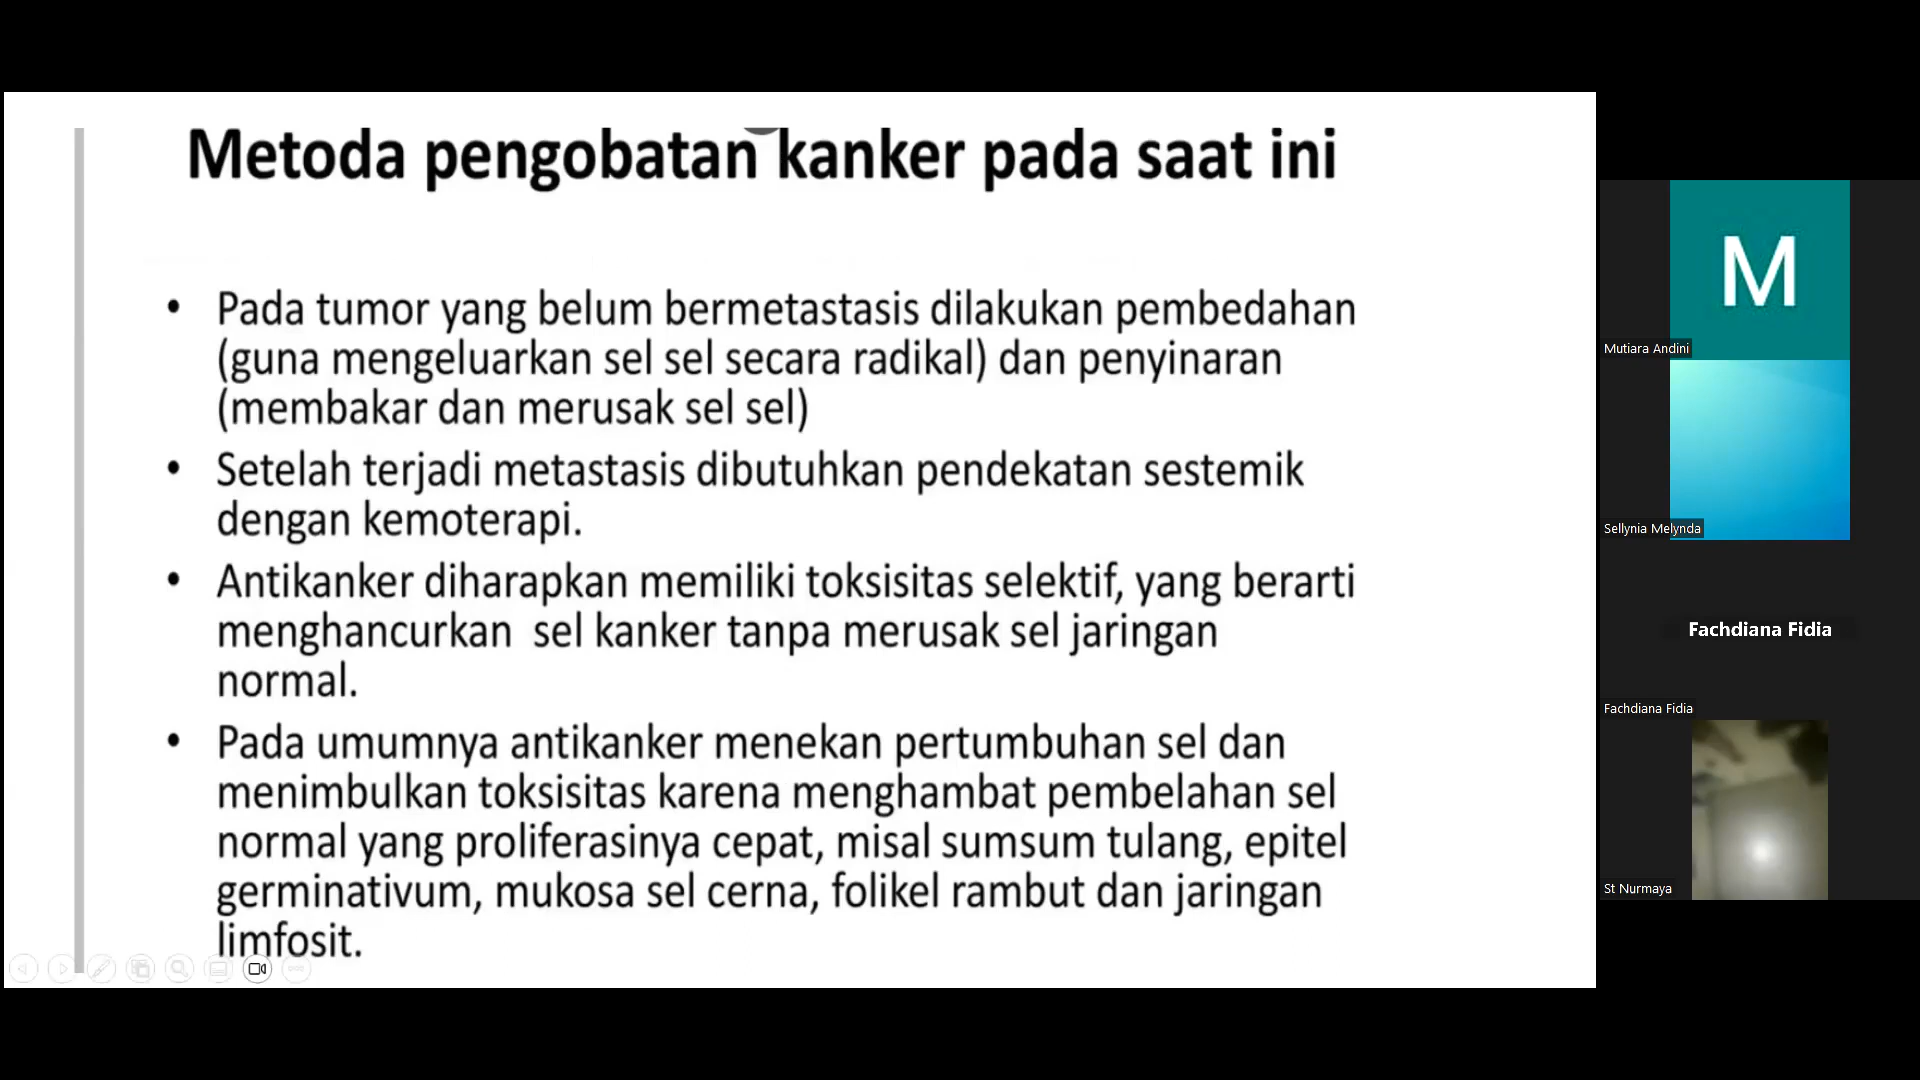 Metoda pengobatan kanker pada saat ini
• Pada tumor yang belum bermetastasis dilakukan pembedahan
(guna mengeluarkan sel sel secara radikal) dan penyinaran
(membakar dan merusak sel sel)
• Setelah terjadi metastasis dibutuhkan pendekatan sestemik
dengan kemoterapi.
• Antikanker diharapkan memiliki toksisitas selektif, yang berarti
menghancurkan sel kanker tanpa merusak sel jaringan
normal.
• Pada umumnya antikanker menekan pertumbuhan sel dan
menimbulkan toksisitas karena menghambat pembelahan sel
normal yang proliferasinya cepat, misal sumsum tulang, epitel
germinativum, mukosa sel cerna, folikel rambut dan jaringan
limfosit.
M
Mutiara Andini
Sellynia Melynda
Fachdiana Fidia
Fachdiana Fidia
St Nurmaya